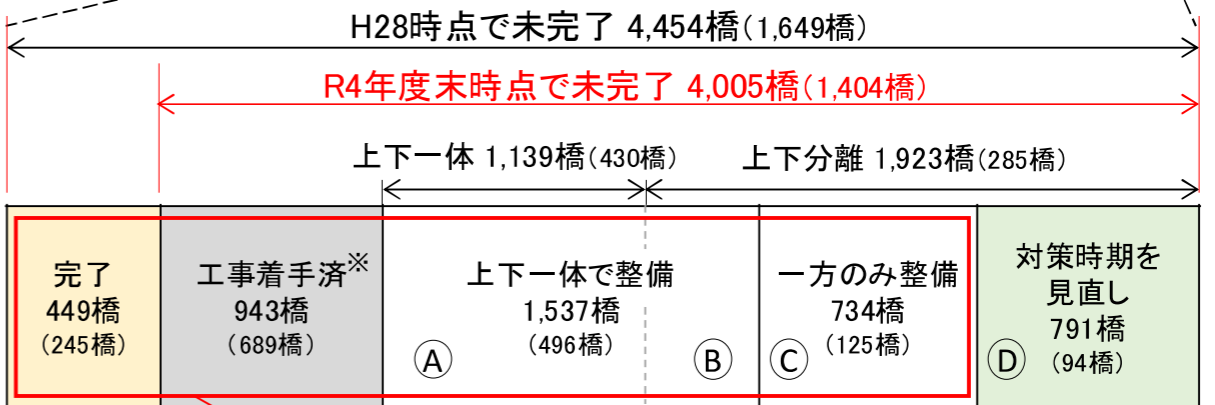 H28時点で未完了 4,454橋(1,649橋)
R4年度末時点で未完了 4,005橋(1,404橋)
上下一体 1,139橋(430橋)
上下分離 1,923橋(285橋)
完了
449橋
(245橋)
工事着手済※
943橋
(689橋)
上下一体で整備
1,537橋
(496橋)
Ⓐ
Ⓑ
一方のみ整備
734橋
(125橋)
Ⓒ
対策時期を
見直し
791橋
(94橋)
Ⓓ